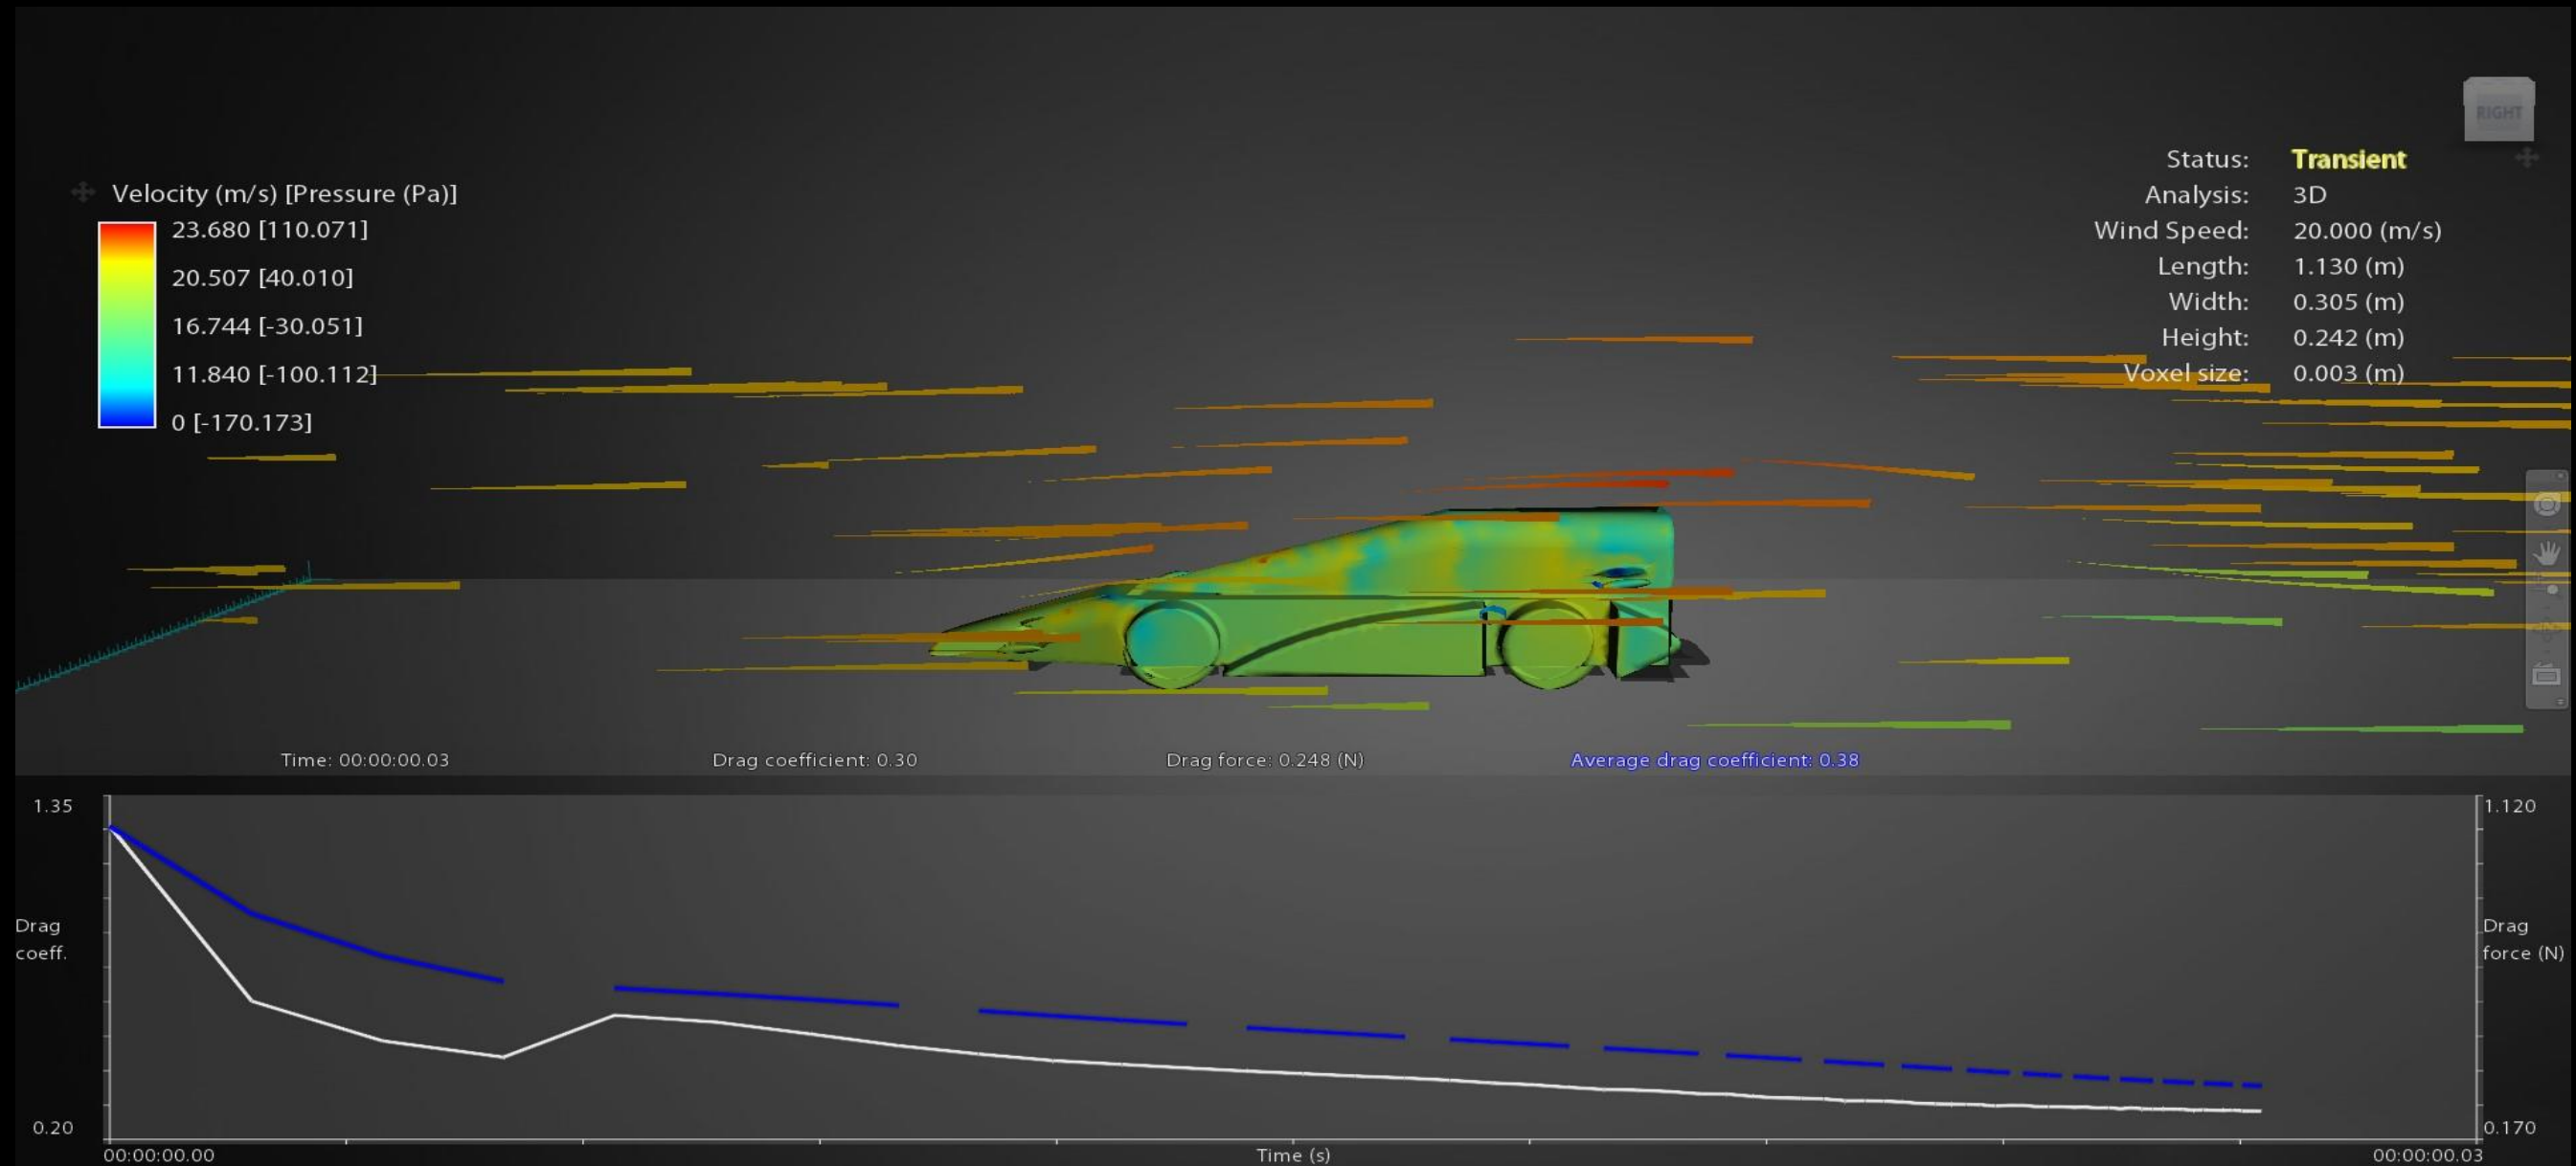 RIGHT
Status: Transient
Analysis: 3D
Wind Speed: 20.000 (m/s)
Length: 1.130 (m)
Width: 0.305 (m)
Height: 0.242 (m)
Voxel size: 0.003 (m)
Velocity (m/s) [Pressure (Pa)]
23.680 [110.071]
20.507 [40.010]
16.744 [-30.051]
11.840 [-100.112]
0 [-170.173]
Time: 00:00:00.03 Drag coefficient: 0.30 Drag force: 0.248 (N) Average drag coefficient: 0.38
1.35
Drag
coeff.
0.20
1.120
Drag
force (N)
0.170
00:00:00.00 Time (s) 00:00:00.03